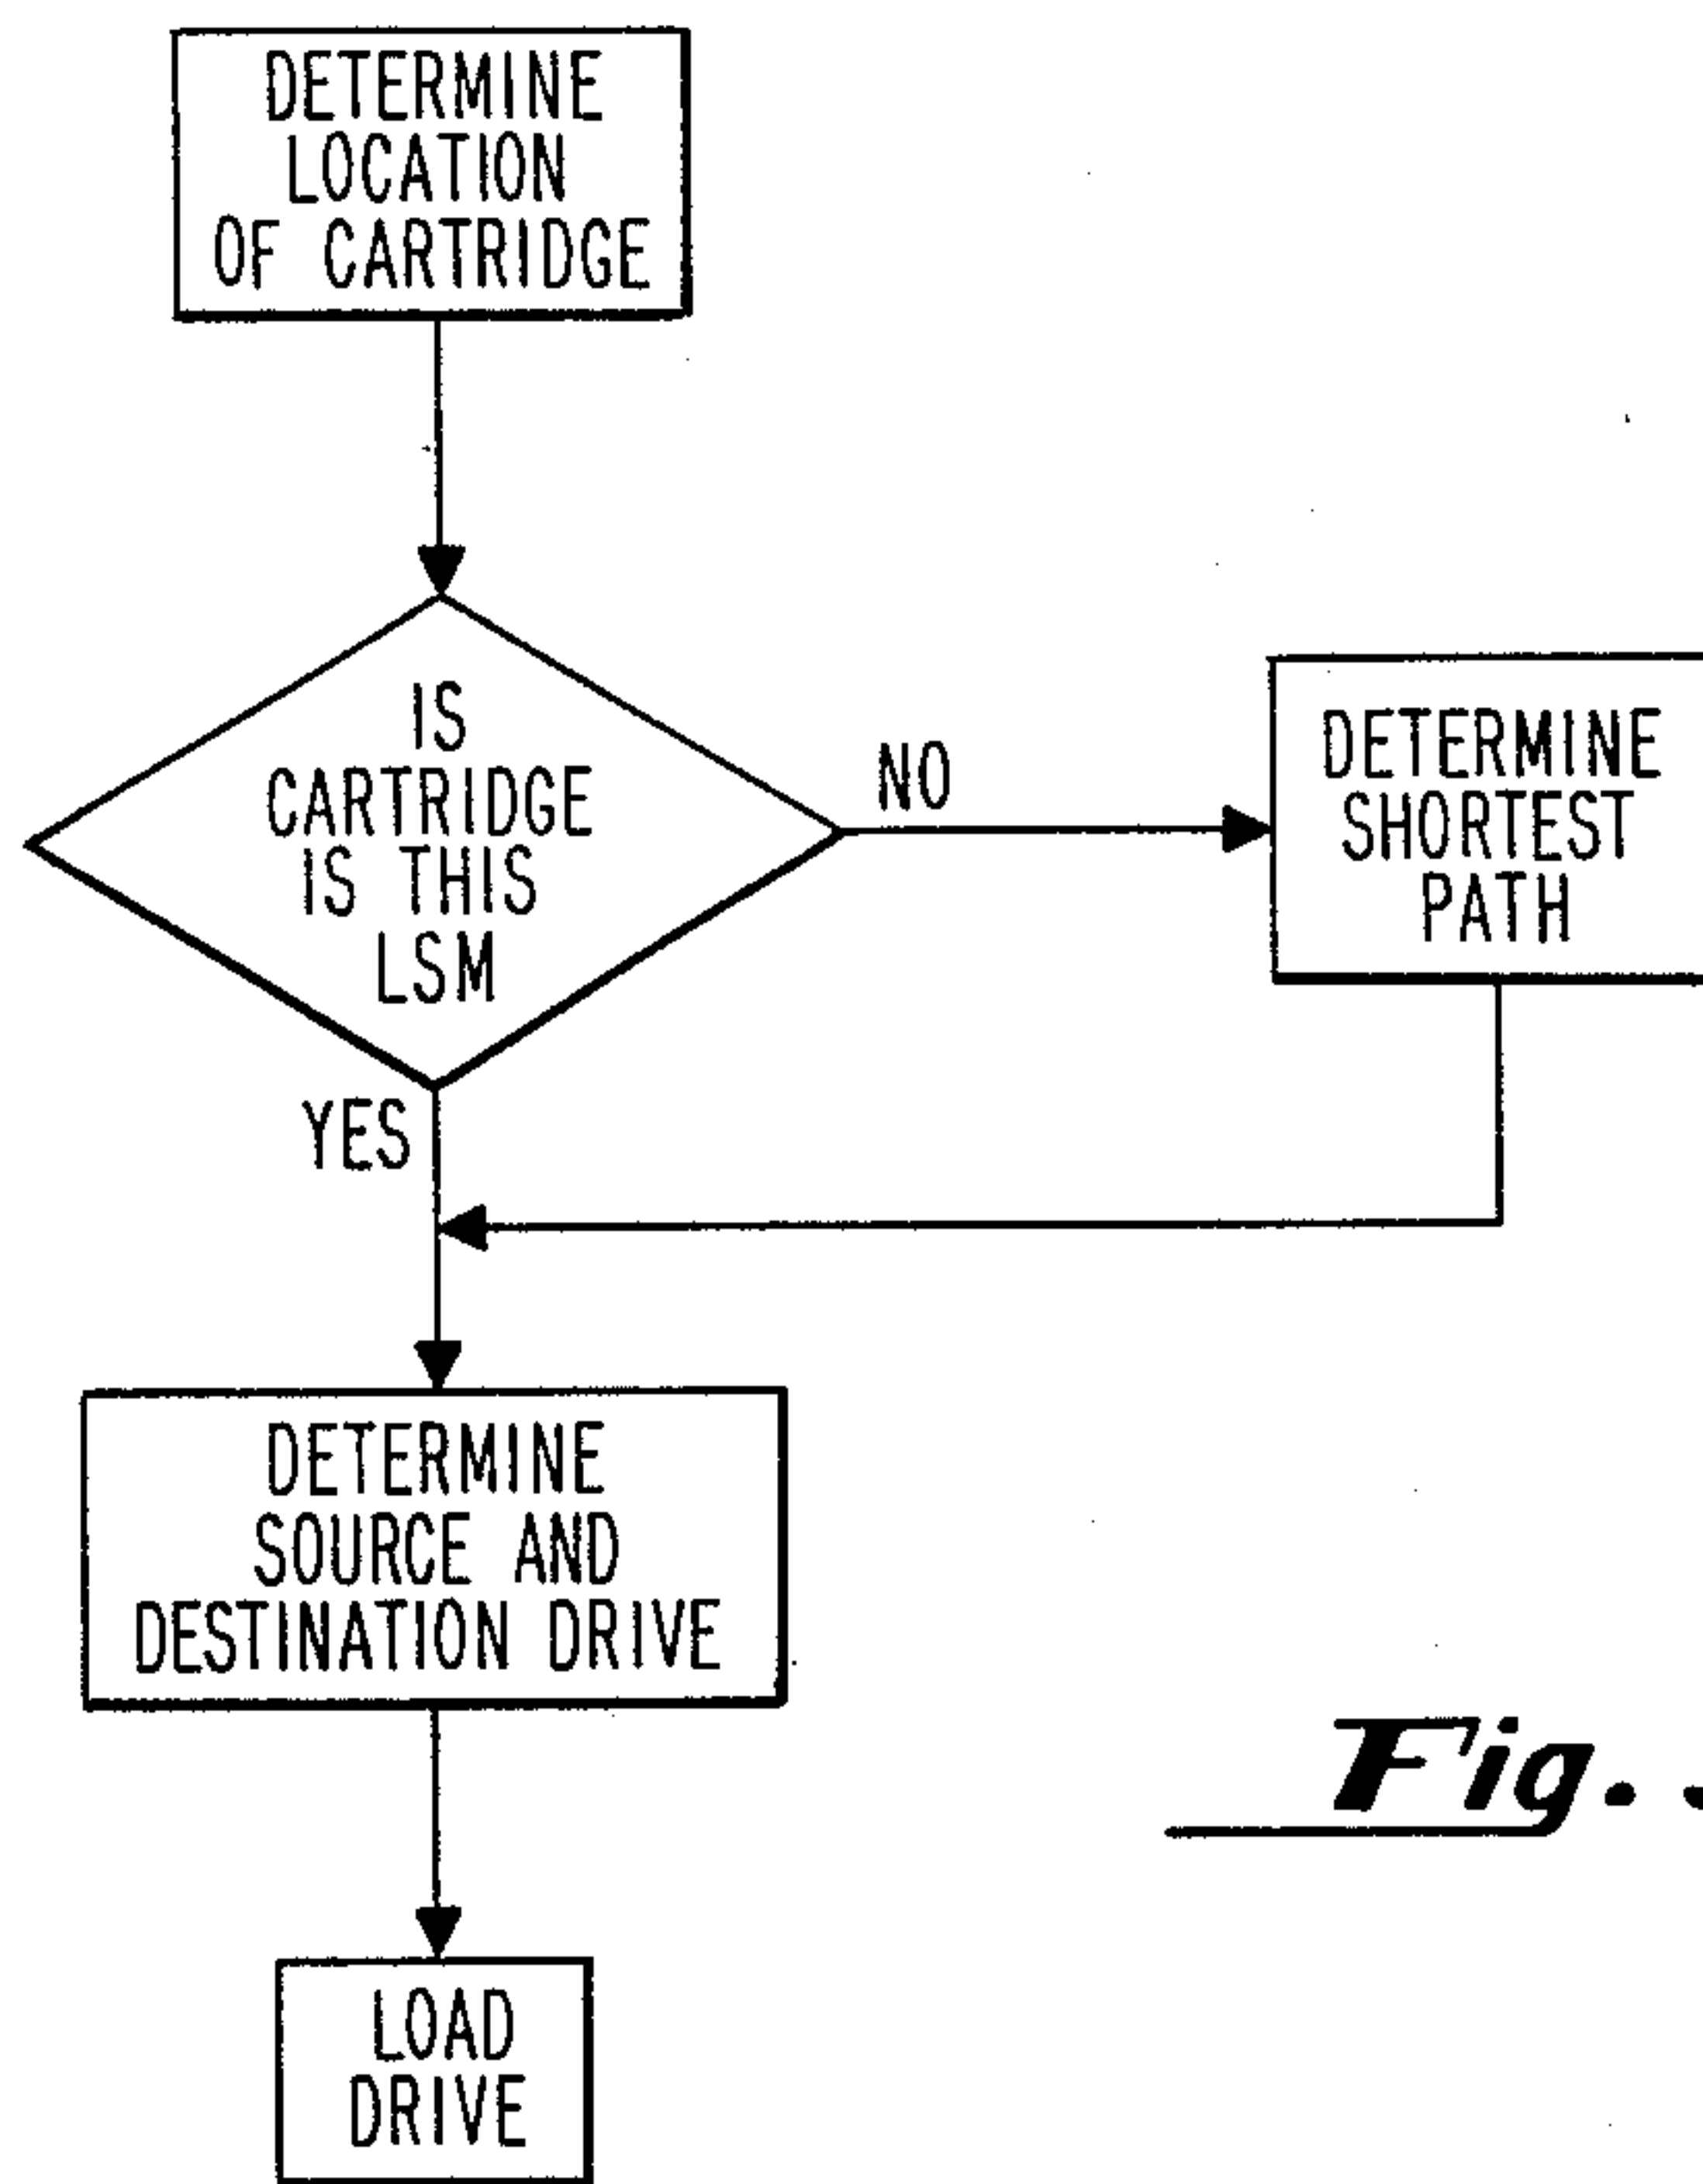 DETERMINE
LOCATION
OF CARTRIDGE
IS
CARTRIDGE
IS THIS
LSM
NO
DETERMINE
SHORTEST
PATH
YES
DETERMINE
SOURCE AND
DESTINATION DRIVE
Fig.
LOAD
DRIVE